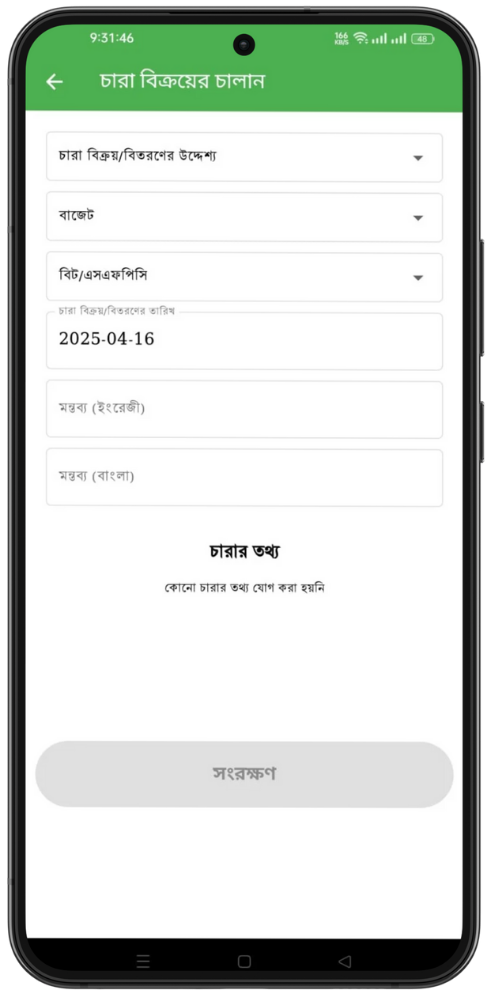 9:31:46
166 KB/S
48
চারা বিক্রয়ের চালান
চারা বিক্রয়/বিতরণের উদ্দেশ্য
বাজেট
বিট/এসএফপিসি
চারা বিক্রয়/বিতরণের তারিখ
2025-04-16
মন্তব্য (ইংরেজী)
মন্তব্য (বাংলা)
চারার তথ্য
কোনো চারার তথ্য যোগ করা হয়নি
সংরক্ষণ